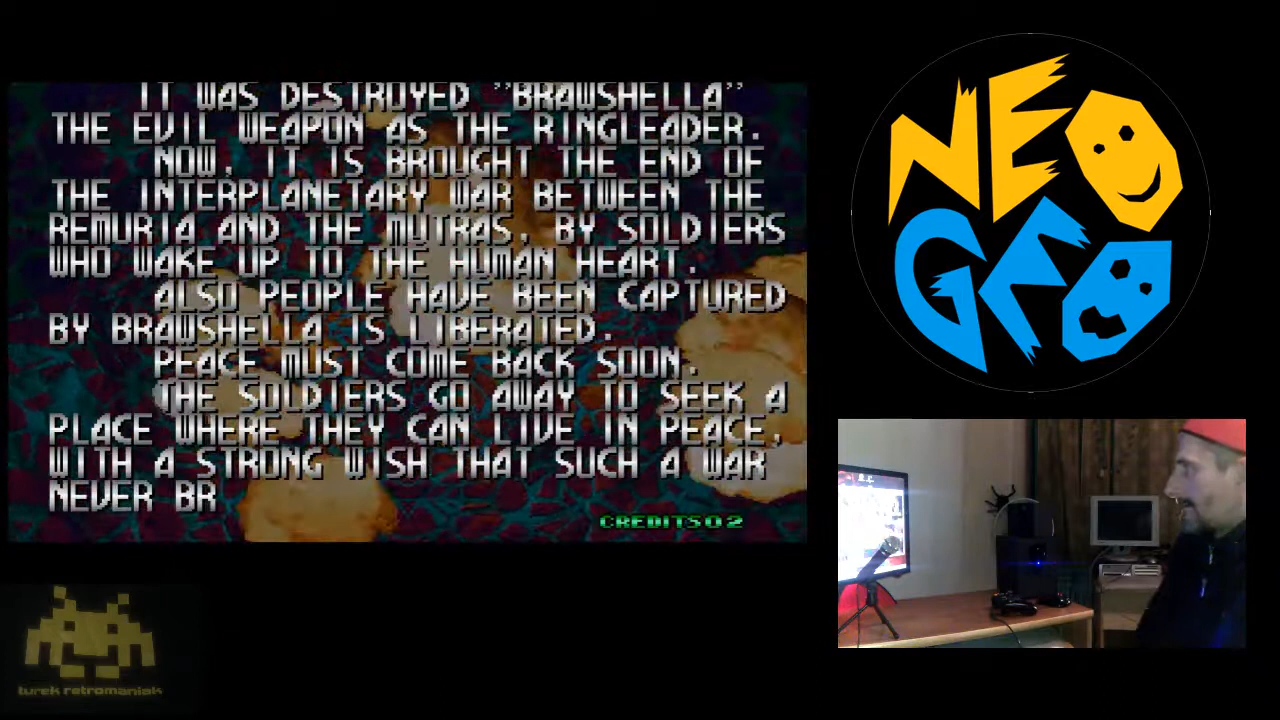 IT WAS DESTROYED "BRAWSHELLA"
THE EVIL WEAPON AS THE RINGLEADER.
NOW, IT IS BROUGHT THE END OF
THE INTERPLANETARY WAR BETWEEN THE
REMURIA AND THE MUTRAS, BY SOLDIERS
WHO WAKE UP TO THE HUMAN HEART.
ALSO PEOPLE HAVE BEEN CAPTURED
BY BRAWSHELLA IS LIBERATED.
PEACE MUST COME BACK SOON.
THE SOLDIERS GO AWAY TO SEEK A
PLACE WHERE THEY CAN LIVE IN PEACE,
WITH A STRONG WISH THAT SUCH A WAR
NEVER BR
CREDITS 02
NEO
GEO
turek retromaniak